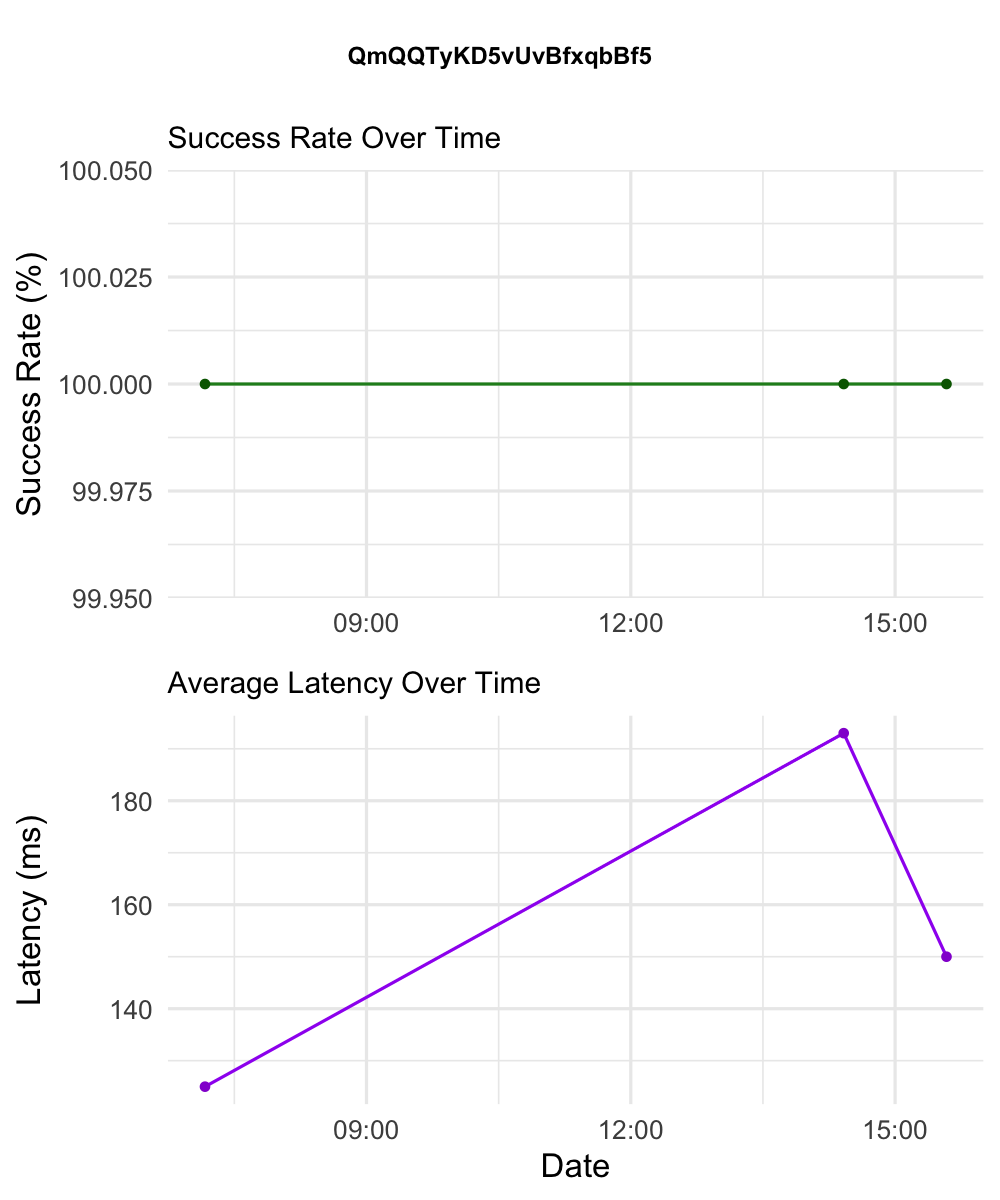 QmQQTyKD5vUvBfxqbBf5
Success Rate Over Time
Success Rate (%)
100.050
100.025
100.000
99.975
99.950
09:00 12:00 15:00
Average Latency Over Time
Latency (ms)
180
160
140
09:00 12:00 15:00
Date